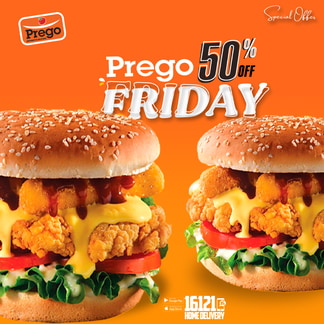 Special Offer
Prego
Prego 50% OFF
FRIDAY
16121
HOME DELIVERY